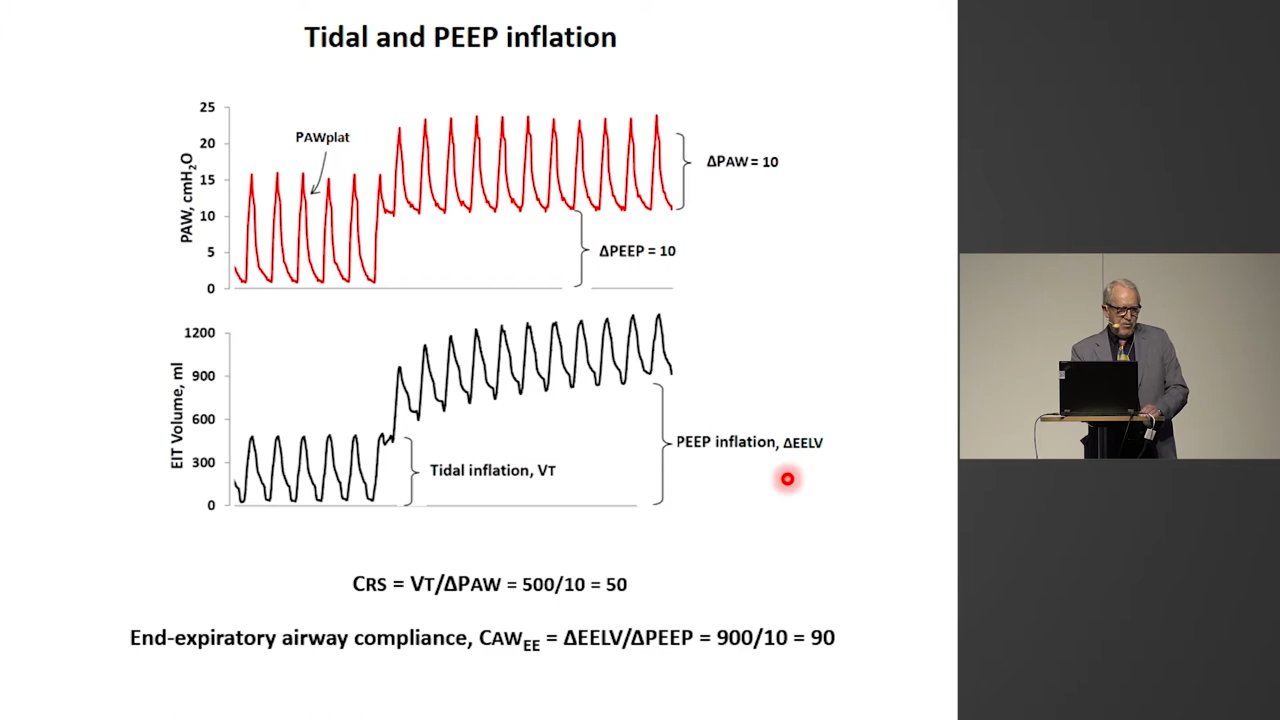 Tidal and PEEP inflation
25
20
15
10
5
0
PAW, cmH₂O
PAWplat
ΔPAW = 10
ΔPEEP = 10
1200
900
600
300
0
EIT Volume, ml
Tidal inflation, VT
PEEP inflation, ΔEELV
CRS = VT/ΔPAW = 500/10 = 50
End-expiratory airway compliance, CAW_EE = ΔEELV/ΔPEEP = 900/10 = 90